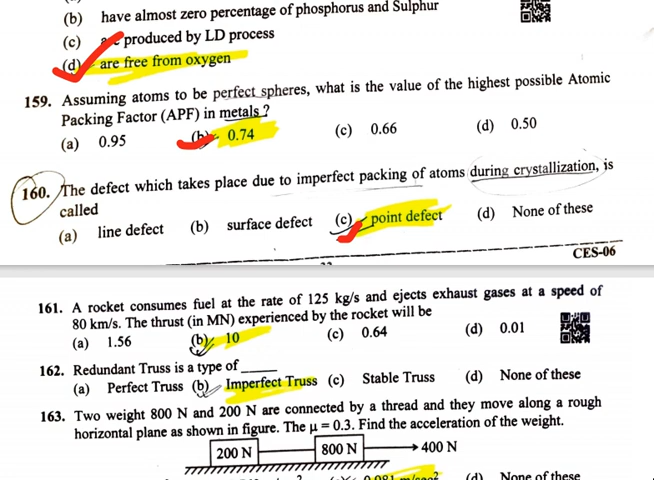 (b) have almost zero percentage of phosphorus and Sulphur
(c) are produced by LD process
(d) are free from oxygen
159. Assuming atoms to be perfect spheres, what is the value of the highest possible Atomic
Packing Factor (APF) in metals ?
(a) 0.95 (b) 0.74 (c) 0.66 (d) 0.50
160. The defect which takes place due to imperfect packing of atoms during crystallization, is
called
(a) line defect (b) surface defect (c) point defect (d) None of these
CES-06
161. A rocket consumes fuel at the rate of 125 kg/s and ejects exhaust gases at a speed of
80 km/s. The thrust (in MN) experienced by the rocket will be
(a) 1.56 (b) 10 (c) 0.64 (d) 0.01
162. Redundant Truss is a type of _____
(a) Perfect Truss (b) Imperfect Truss (c) Stable Truss (d) None of these
163. Two weight 800 N and 200 N are connected by a thread and they move along a rough
horizontal plane as shown in figure. The μ = 0.3. Find the acceleration of the weight.
200 N 800 N 400 N
(d) None of these